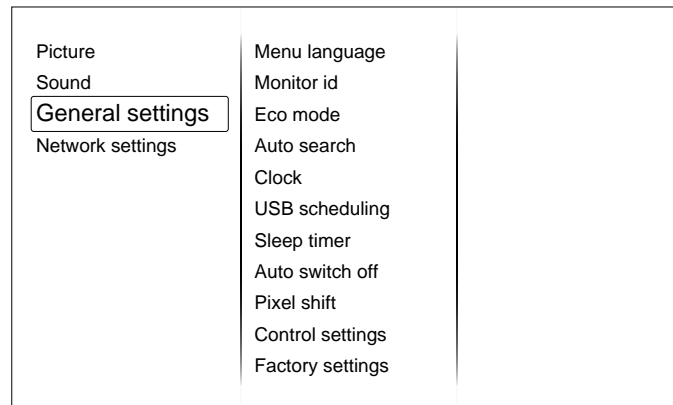 Picture
Sound
General settings
Network settings
Menu language
Monitor id
Eco mode
Auto search
Clock
USB scheduling
Sleep timer
Auto switch off
Pixel shift
Control settings
Factory settings